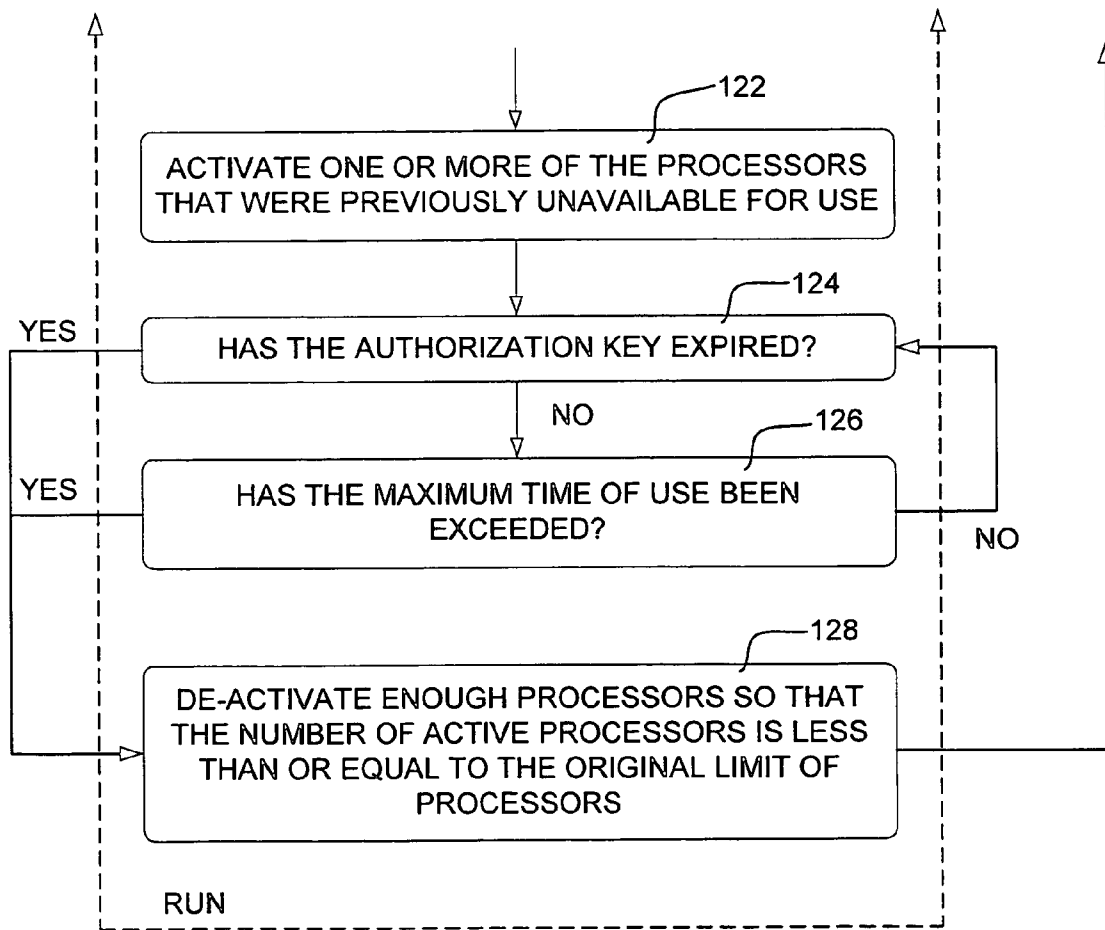 122
ACTIVATE ONE OR MORE OF THE PROCESSORS
THAT WERE PREVIOUSLY UNAVAILABLE FOR USE
124
YES
HAS THE AUTHORIZATION KEY EXPIRED?
NO
126
YES
HAS THE MAXIMUM TIME OF USE BEEN
EXCEEDED?
NO
128
DE-ACTIVATE ENOUGH PROCESSORS SO THAT
THE NUMBER OF ACTIVE PROCESSORS IS LESS
THAN OR EQUAL TO THE ORIGINAL LIMIT OF
PROCESSORS
RUN